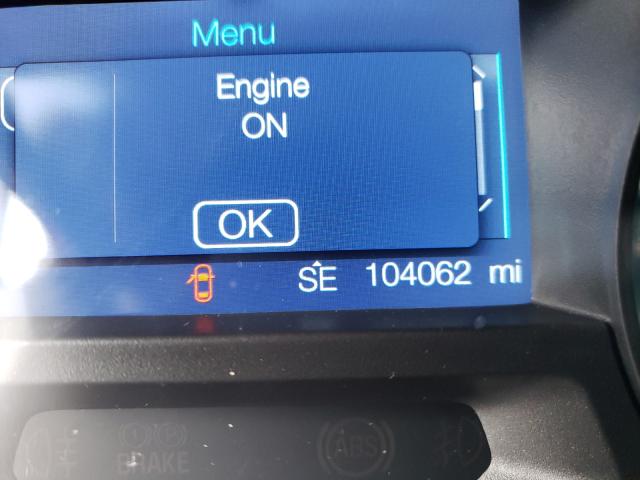 Menu
Engine
ON
OK
SE 104062 mi
BRAKE
ABS